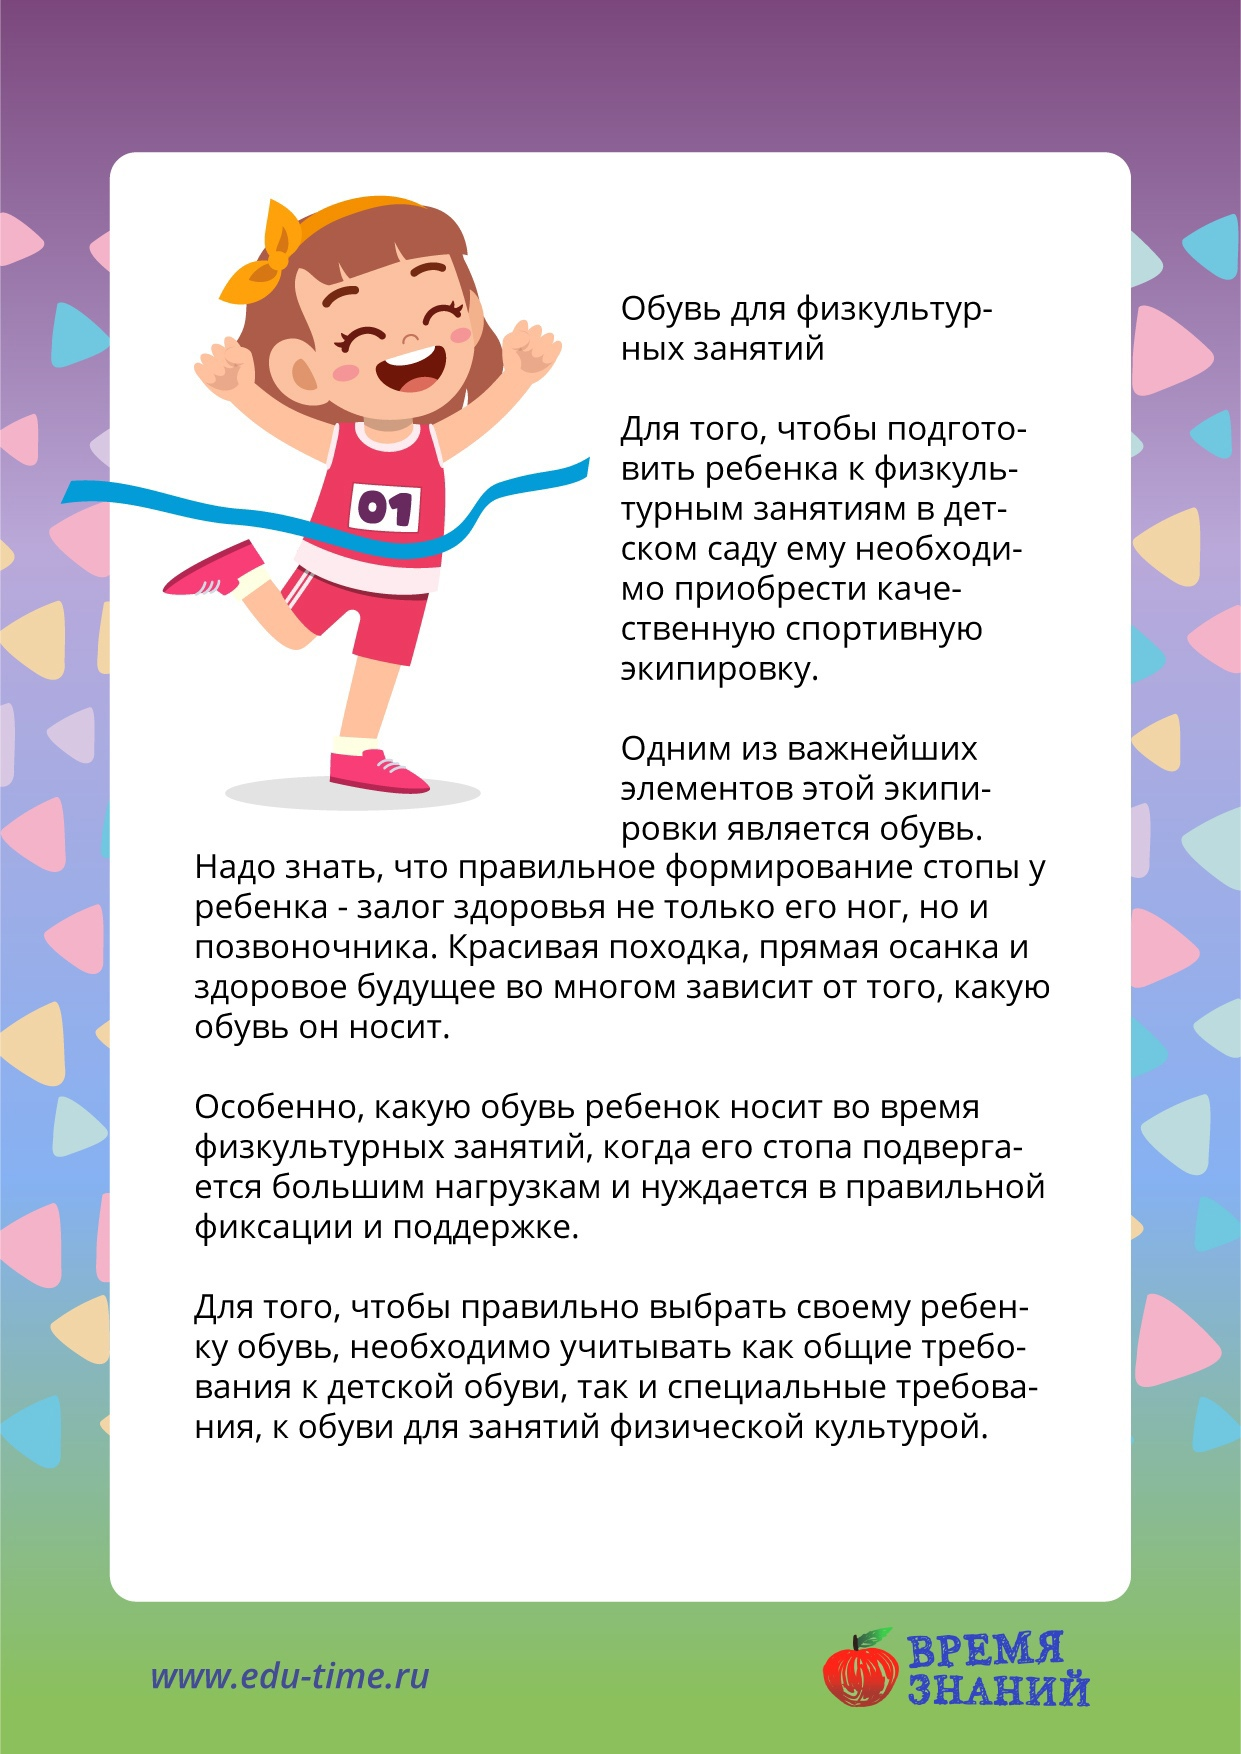 01
Обувь для физкультур-
ных занятий
Для того, чтобы подгото-
вить ребенка к физкуль-
турным занятиям в дет-
ском саду ему необходи-
мо приобрести каче-
ственную спортивную
экипировку.
Одним из важнейших
элементов этой экипи-
ровки является обувь.
Надо знать, что правильное формирование стопы у
ребенка - залог здоровья не только его ног, но и
позвоночника. Красивая походка, прямая осанка и
здоровое будущее во многом зависит от того, какую
обувь он носит.
Особенно, какую обувь ребенок носит во время
физкультурных занятий, когда его стопа подверга-
ется большим нагрузкам и нуждается в правильной
фиксации и поддержке.
Для того, чтобы правильно выбрать своему ребен-
ку обувь, необходимо учитывать как общие требо-
вания к детской обуви, так и специальные требова-
ния, к обуви для занятий физической культурой.
www.edu-time.ru
ВРЕМЯ
ЗНАНИЙ